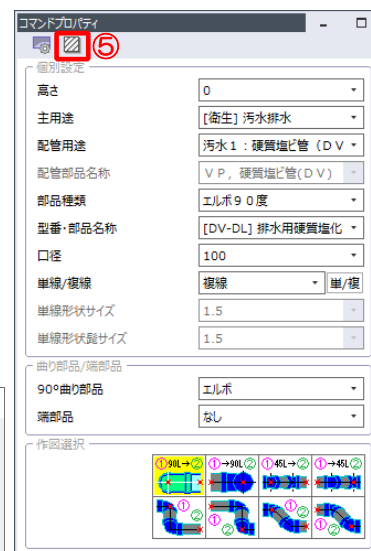 コマンドプロパティ
⑤
個別設定
高さ 0
主用途 [衛生] 汚水排水
配管用途 汚水１：硬質塩ビ管（ＤＶ
配管部品名称 ＶＰ，硬質塩ビ管(ＤＶ)
部品種類 エルボ９０度
型番・部品名称 [DV-DL] 排水用硬質塩化
口径 100
単線/複線 複線 単/複
単線形状サイズ 1.5
単線形状髭サイズ 1.5
曲り部品/端部品
90°曲り部品 エルボ
端部品 なし
作図選択
①90L→② ①→90L② ①45L→② ①→45L②
① ② ① ② ① ② ① ②